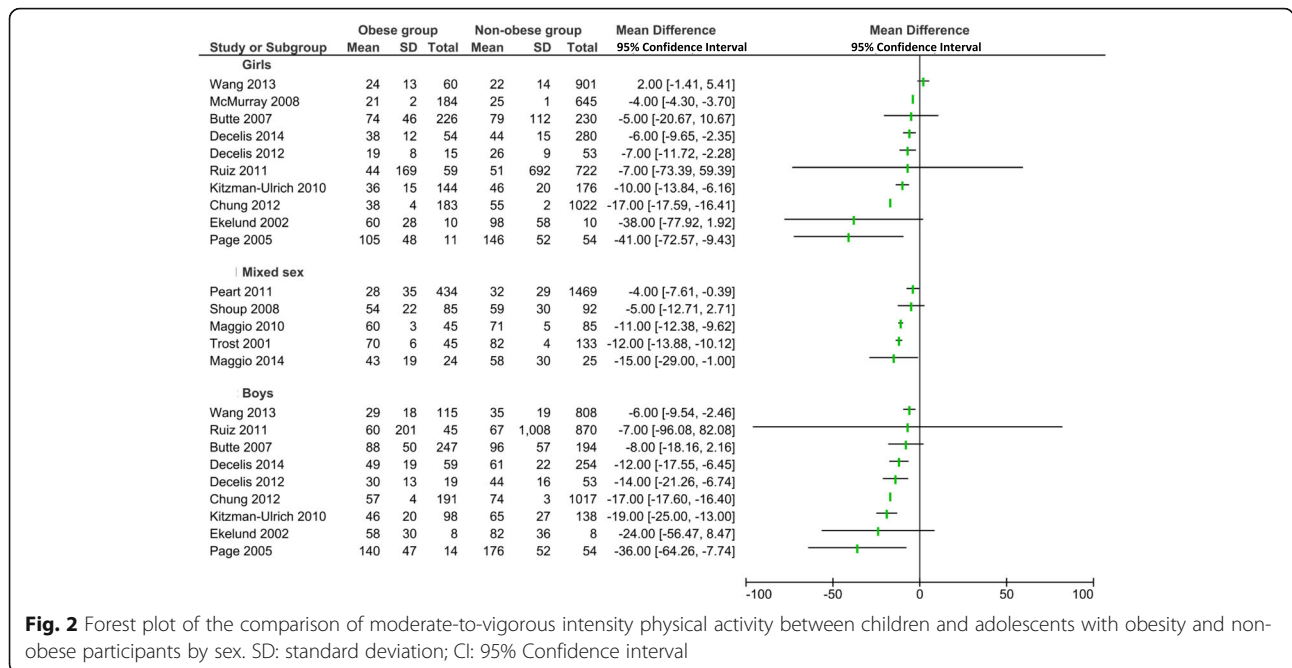 Obese group Non-obese group Mean Difference Mean Difference
Study or Subgroup Mean SD Total Mean SD Total 95% Confidence Interval 95% Confidence Interval
Girls
Wang 2013 24 13 60 22 14 901 2.00 [-1.41, 5.41]
McMurray 2008 21 2 184 25 1 645 -4.00 [-4.30, -3.70]
Butte 2007 74 46 226 79 112 230 -5.00 [-20.67, 10.67]
Decelis 2014 38 12 54 44 15 280 -6.00 [-9.65, -2.35]
Decelis 2012 19 8 15 26 9 53 -7.00 [-11.72, -2.28]
Ruiz 2011 44 169 59 51 692 722 -7.00 [-73.39, 59.39]
Kitzman-Ulrich 2010 36 15 144 46 20 176 -10.00 [-13.84, -6.16]
Chung 2012 38 4 183 55 2 1022 -17.00 [-17.59, -16.41]
Ekelund 2002 60 28 10 98 58 10 -38.00 [-77.92, 1.92]
Page 2005 105 48 11 146 52 54 -41.00 [-72.57, -9.43]
Mixed sex
Peart 2011 28 35 434 32 29 1469 -4.00 [-7.61, -0.39]
Shoup 2008 54 22 85 59 30 92 -5.00 [-12.71, 2.71]
Maggio 2010 60 3 45 71 5 85 -11.00 [-12.38, -9.62]
Trost 2001 70 6 45 82 4 133 -12.00 [-13.88, -10.12]
Maggio 2014 43 19 24 58 30 25 -15.00 [-29.00, -1.00]
Boys
Wang 2013 29 18 115 35 19 808 -6.00 [-9.54, -2.46]
Ruiz 2011 60 201 45 67 1,008 870 -7.00 [-96.08, 82.08]
Butte 2007 88 50 247 96 57 194 -8.00 [-18.16, 2.16]
Decelis 2014 49 19 59 61 22 254 -12.00 [-17.55, -6.45]
Decelis 2012 30 13 19 44 16 53 -14.00 [-21.26, -6.74]
Chung 2012 57 4 191 74 3 1017 -17.00 [-17.60, -16.40]
Kitzman-Ulrich 2010 46 20 98 65 27 138 -19.00 [-25.00, -13.00]
Ekelund 2002 58 30 8 82 36 8 -24.00 [-56.47, 8.47]
Page 2005 140 47 14 176 52 54 -36.00 [-64.26, -7.74]
-100 -50 0 50 100
Fig. 2 Forest plot of the comparison of moderate-to-vigorous intensity physical activity between children and adolescents with obesity and non-
obese participants by sex. SD: standard deviation; CI: 95% Confidence interval